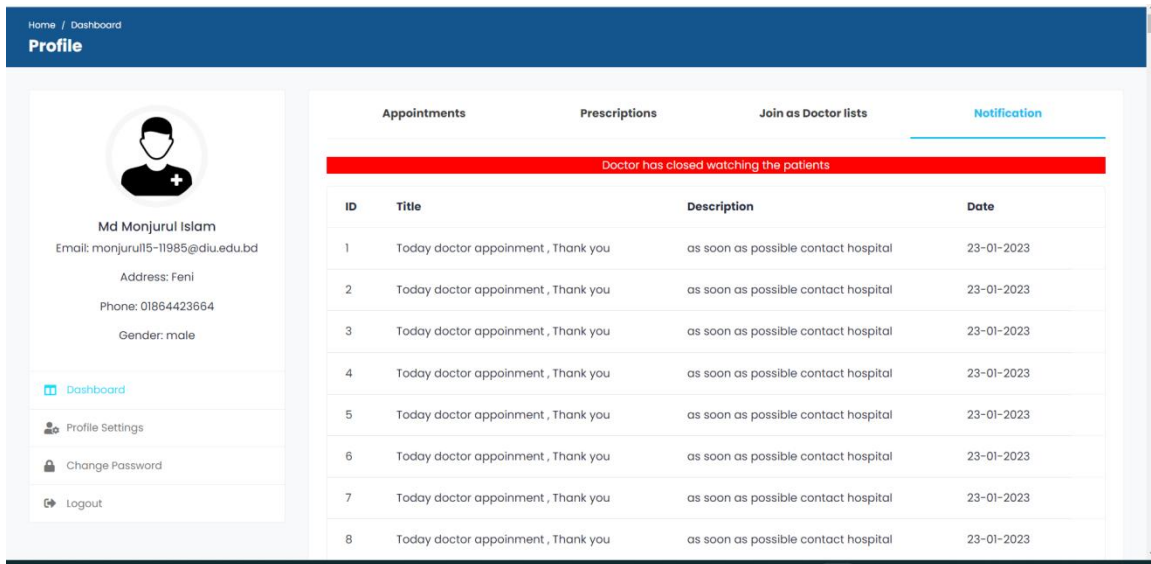 Home / Dashboard
Profile
Md Monjurul Islam
Email: monjurul15-11985@diu.edu.bd
Address: Feni
Phone: 01864423664
Gender: male
Dashboard
Profile Settings
Change Password
Logout
Appointments Prescriptions Join as Doctor lists Notification
Doctor has closed watching the patients
ID Title Description Date
1 Today doctor appoinment , Thank you as soon as possible contact hospital 23-01-2023
2 Today doctor appoinment , Thank you as soon as possible contact hospital 23-01-2023
3 Today doctor appoinment , Thank you as soon as possible contact hospital 23-01-2023
4 Today doctor appoinment , Thank you as soon as possible contact hospital 23-01-2023
5 Today doctor appoinment , Thank you as soon as possible contact hospital 23-01-2023
6 Today doctor appoinment , Thank you as soon as possible contact hospital 23-01-2023
7 Today doctor appoinment , Thank you as soon as possible contact hospital 23-01-2023
8 Today doctor appoinment , Thank you as soon as possible contact hospital 23-01-2023